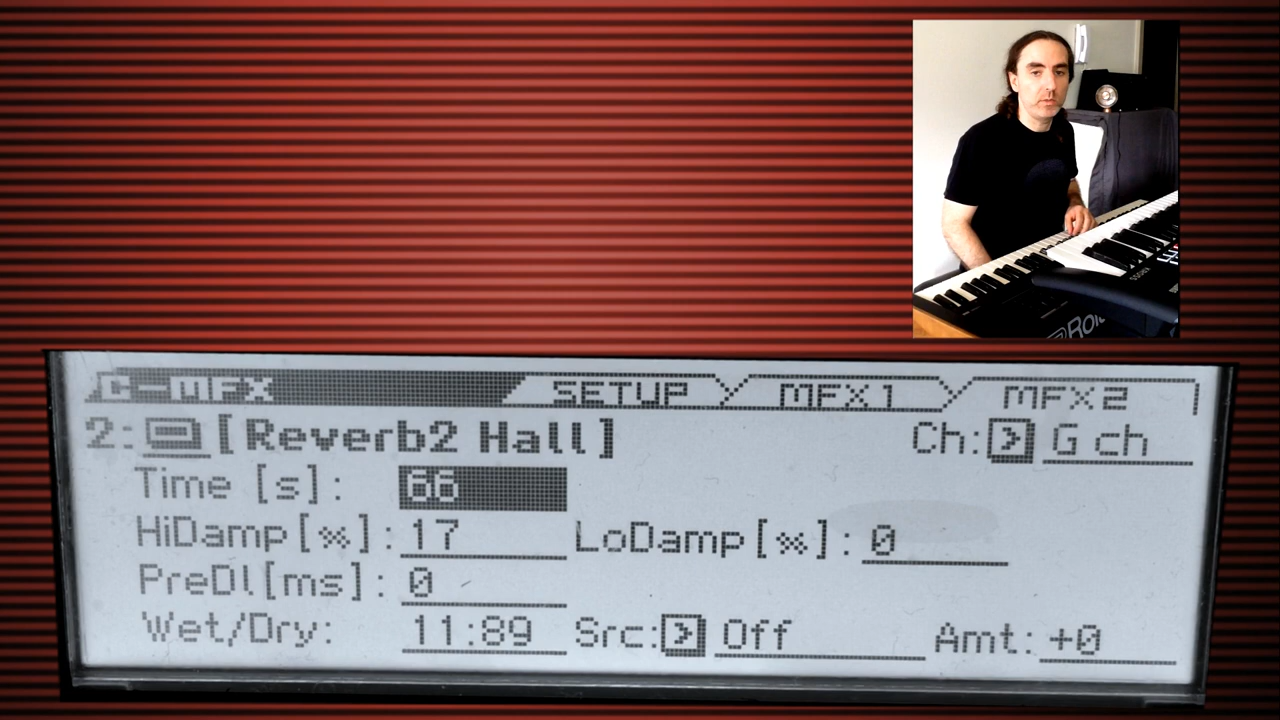 C-MFX SETUP MFX1 MFX2
2: [Reverb2 Hall] Ch: G ch
Time [s]: 66
HiDamp[%]: 17 LoDamp[%]: 0
PreDl[ms]: 0
Wet/Dry: 11:89 Src: Off Amt: +0